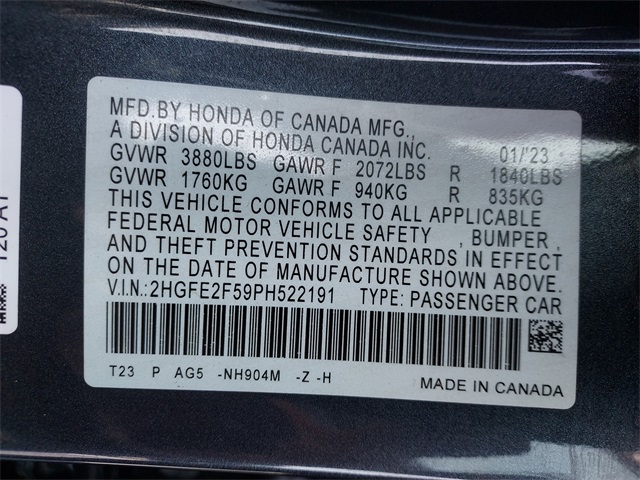 MFD.BY HONDA OF CANADA MFG.,
A DIVISION OF HONDA CANADA INC. 01/'23
GVWR 3880LBS GAWR F 2072LBS R 1840LBS
GVWR 1760KG GAWR F 940KG R 835KG
THIS VEHICLE CONFORMS TO ALL APPLICABLE
FEDERAL MOTOR VEHICLE SAFETY , BUMPER ,
AND THEFT PREVENTION STANDARDS IN EFFECT
ON THE DATE OF MANUFACTURE SHOWN ABOVE.
V.I.N.:2HGFE2F59PH522191 TYPE: PASSENGER CAR
T23 P AG5 -NH904M -Z -H
MADE IN CANADA